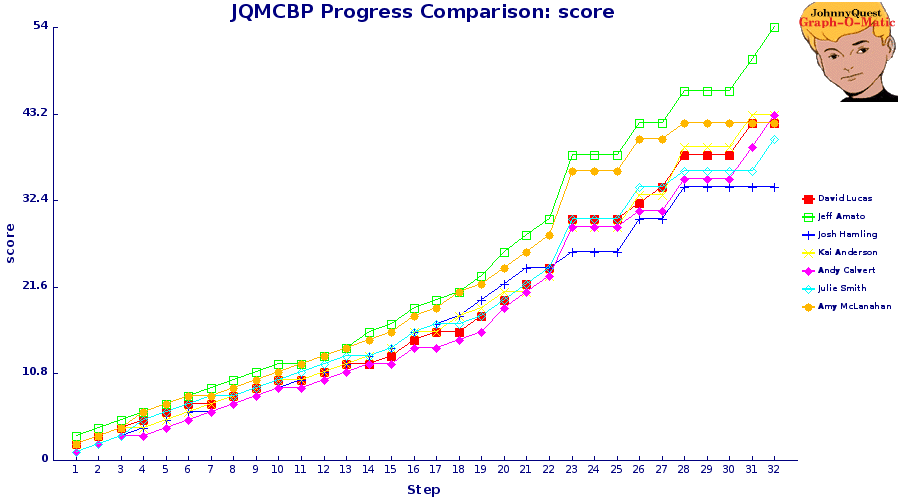 JQMCBP Progress Comparison: score
JohnnyQuest
Graph-O-Matic
54
43.2
32.4
21.6
10.8
0
score
1 2 3 4 5 6 7 8 9 10 11 12 13 14 15 16 17 18 19 20 21 22 23 24 25 26 27 28 29 30 31 32
Step
David Lucas
Jeff Amato
Josh Hamling
Kai Anderson
Andy Calvert
Julie Smith
Amy McLanahan